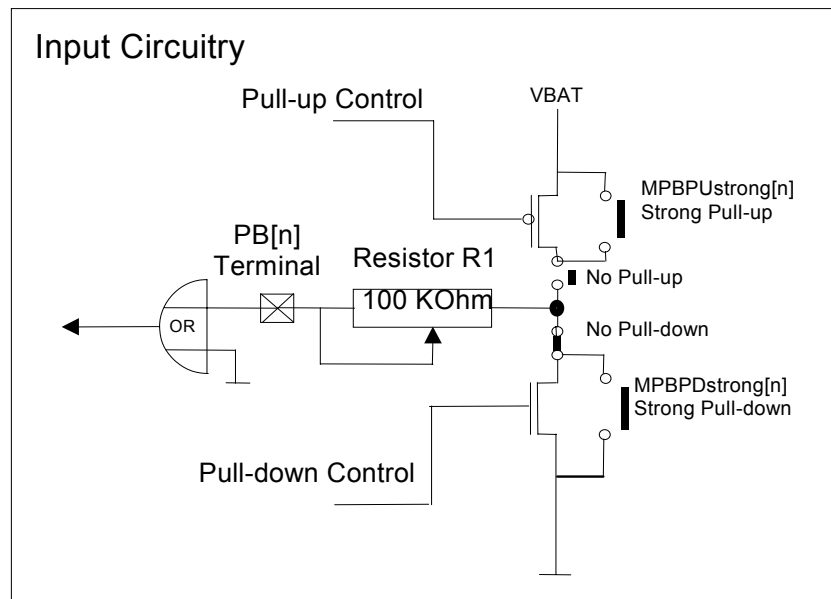 Input Circuitry
Pull-up Control
VBAT
MPBPUstrong[n]
Strong Pull-up
PB[n]
Terminal
Resistor R1
100 KOhm
No Pull-up
OR
No Pull-down
MPBPDstrong[n]
Strong Pull-down
Pull-down Control